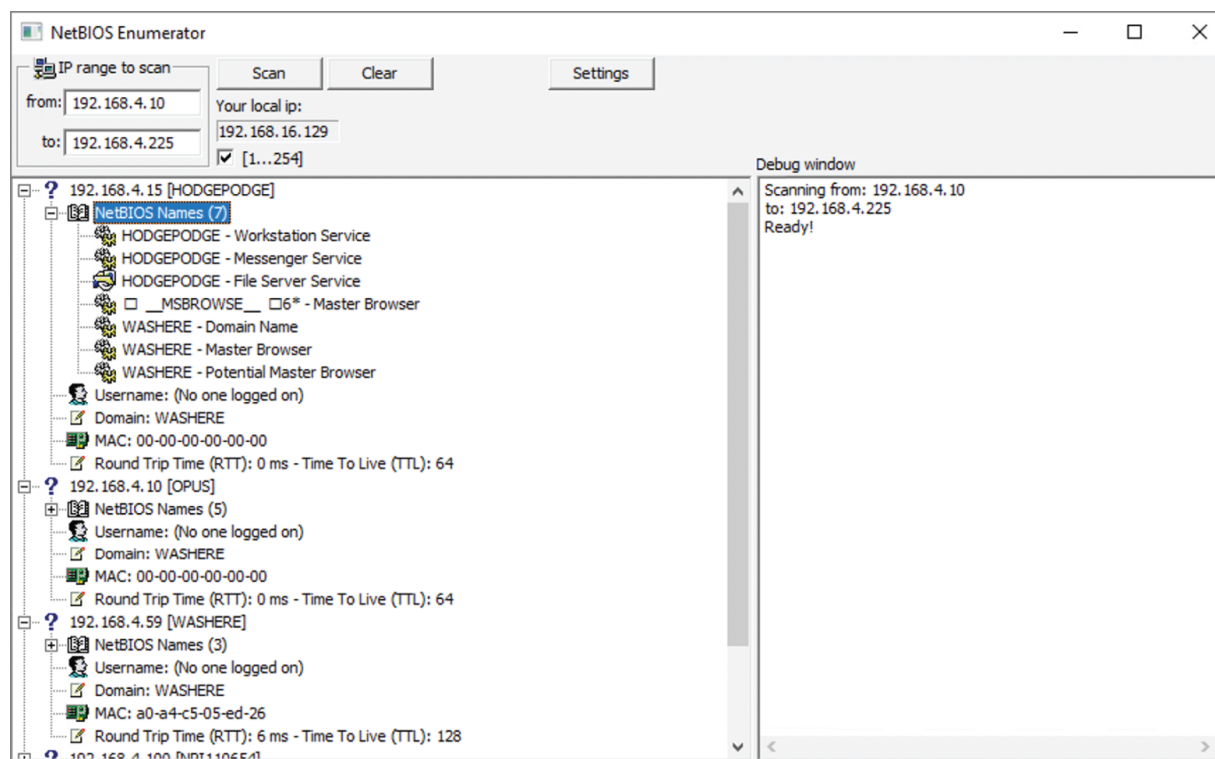 NetBIOS Enumerator
IP range to scan
from: 192.168.4.10
to: 192.168.4.225
Scan
Clear
Settings
Your local ip:
192.168.16.129
[1...254]
Debug window
Scanning from: 192.168.4.10
to: 192.168.4.225
Ready!
? 192.168.4.15 [HODGEPODGE]
NetBIOS Names (7)
HODGEPODGE - Workstation Service
HODGEPODGE - Messenger Service
HODGEPODGE - File Server Service
□ __MSBROWSE__ □6* - Master Browser
WASHERE - Domain Name
WASHERE - Master Browser
WASHERE - Potential Master Browser
Username: (No one logged on)
Domain: WASHERE
MAC: 00-00-00-00-00-00
Round Trip Time (RTT): 0 ms - Time To Live (TTL): 64
? 192.168.4.10 [OPUS]
NetBIOS Names (5)
Username: (No one logged on)
Domain: WASHERE
MAC: 00-00-00-00-00-00
Round Trip Time (RTT): 0 ms - Time To Live (TTL): 64
? 192.168.4.59 [WASHERE]
NetBIOS Names (3)
Username: (No one logged on)
Domain: WASHERE
MAC: a0-a4-c5-05-ed-26
Round Trip Time (RTT): 6 ms - Time To Live (TTL): 128
? 192.168.4.100